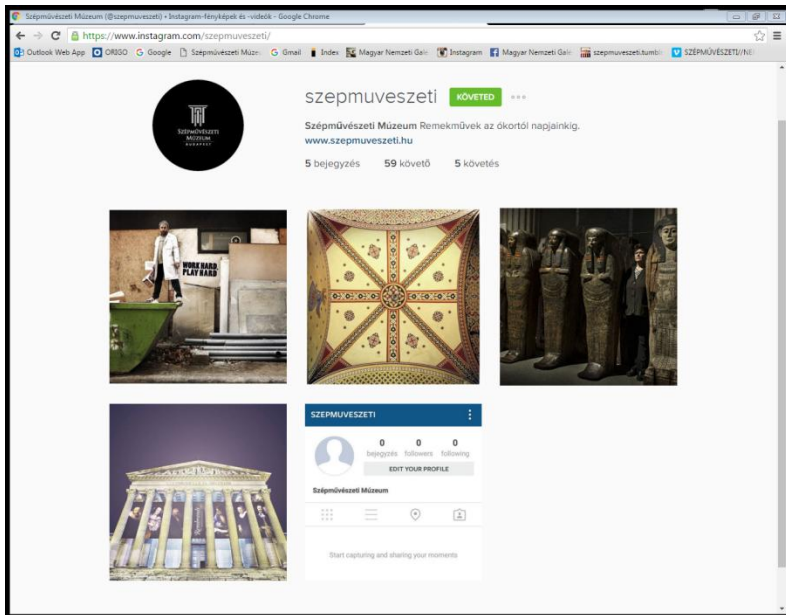 Szépművészeti Múzeum (@szepmuveszeti) • Instagram-fényképek és -videók - Google Chrome
https://www.instagram.com/szepmuveszeti/
Outlook Web App ORIGO Google Szépművészeti Múze Gmail Index Magyar Nemzeti Gale Instagram Magyar Nemzeti Gale szepmuveszeti.tumbl SZÉPMŰVÉSZETI//NE
szepmuveszeti KÖVETED
Szépművészeti Múzeum Remekművek az ókortól napjainkig.
www.szepmuveszeti.hu
5 bejegyzés 59 követő 5 követés
SZÉPMŰVÉSZETI
MÚZEUM
BUDAPEST
WORK HARD,
PLAY HARD
SZEPMUVESZETI
0 0 0
bejegyzés followers following
EDIT YOUR PROFILE
Szépművészeti Múzeum
Start capturing and sharing your moments